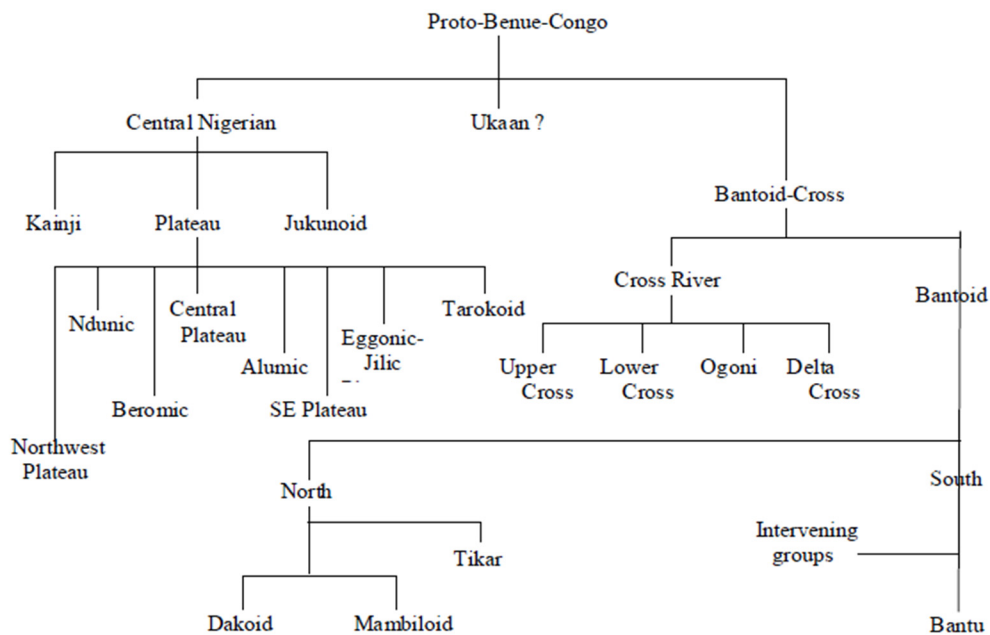 Proto-Benue-Congo
Central Nigerian
Ukaan ?
Bantoid-Cross
Kainji
Plateau
Jukunoid
Cross River
Bantoid
Ndunic
Central
Plateau
Tarokoid
Alumic
Eggonic-
Jilic
Upper
Cross
Lower
Cross
Ogoni
Delta
Cross
Beromic
SE Plateau
Northwest
Plateau
North
South
Tikar
Intervening
groups
Dakoid
Mambiloid
Bantu